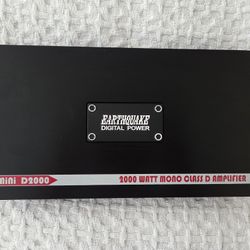 EARTHQUAKE
DIGITAL POWER
mini D2000 2000 WATT MONO CLASS D AMPLIFIER